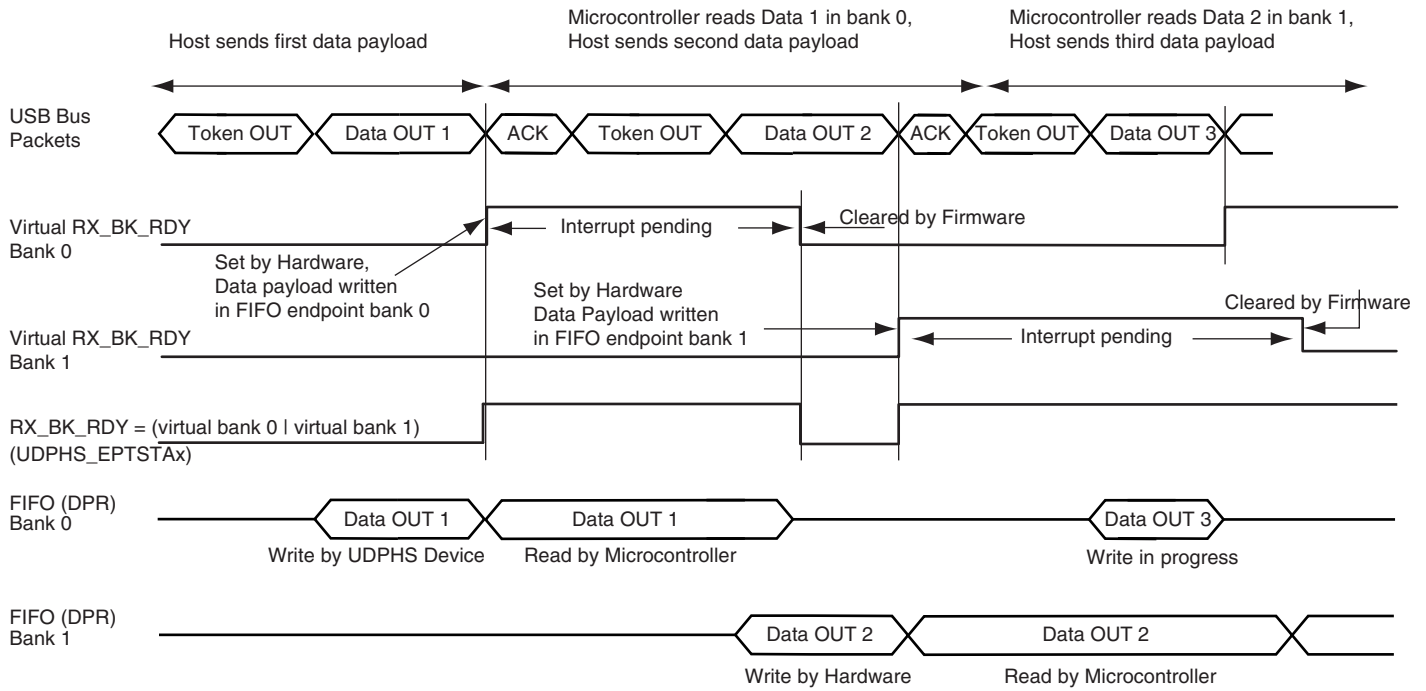 Host sends first data payload
Microcontroller reads Data 1 in bank 0,
Host sends second data payload
Microcontroller reads Data 2 in bank 1,
Host sends third data payload
USB Bus
Packets
Token OUT
Data OUT 1
ACK
Token OUT
Data OUT 2
ACK
Token OUT
Data OUT 3
Virtual RX_BK_RDY
Bank 0
Interrupt pending
Cleared by Firmware
Set by Hardware,
Data payload written
in FIFO endpoint bank 0
Set by Hardware
Data Payload written
in FIFO endpoint bank 1
Cleared by Firmware
Virtual RX_BK_RDY
Bank 1
Interrupt pending
RX_BK_RDY = (virtual bank 0 | virtual bank 1)
(UDPHS_EPTSTAx)
FIFO (DPR)
Bank 0
Data OUT 1
Data OUT 1
Data OUT 3
Write by UDPHS Device
Read by Microcontroller
Write in progress
FIFO (DPR)
Bank 1
Data OUT 2
Data OUT 2
Write by Hardware
Read by Microcontroller